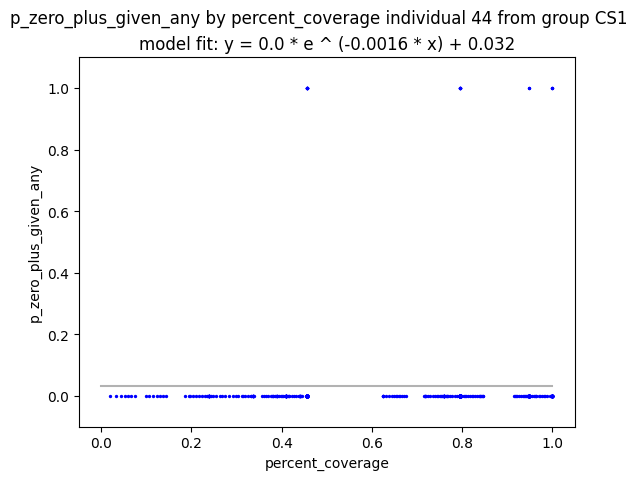 p_zero_plus_given_any by percent_coverage individual 44 from group CS1
model fit: y = 0.0 * e ^ (-0.0016 * x) + 0.032
1.0
0.8
0.6
0.4
0.2
0.0
p_zero_plus_given_any
0.0 0.2 0.4 0.6 0.8 1.0
percent_coverage